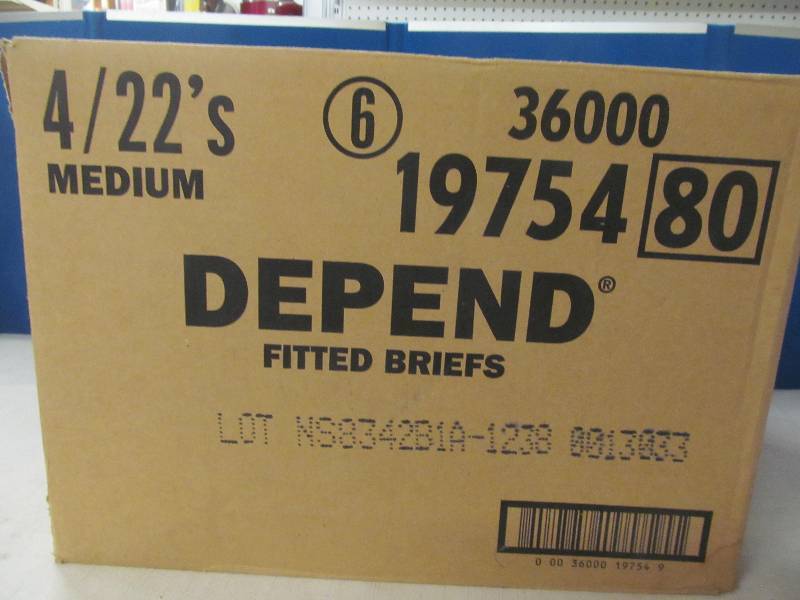 4/22's 6 36000
MEDIUM 19754 80
DEPEND®
FITTED BRIEFS
LOT NS8342B1A-1238 0013033
0 00 36000 19754 9